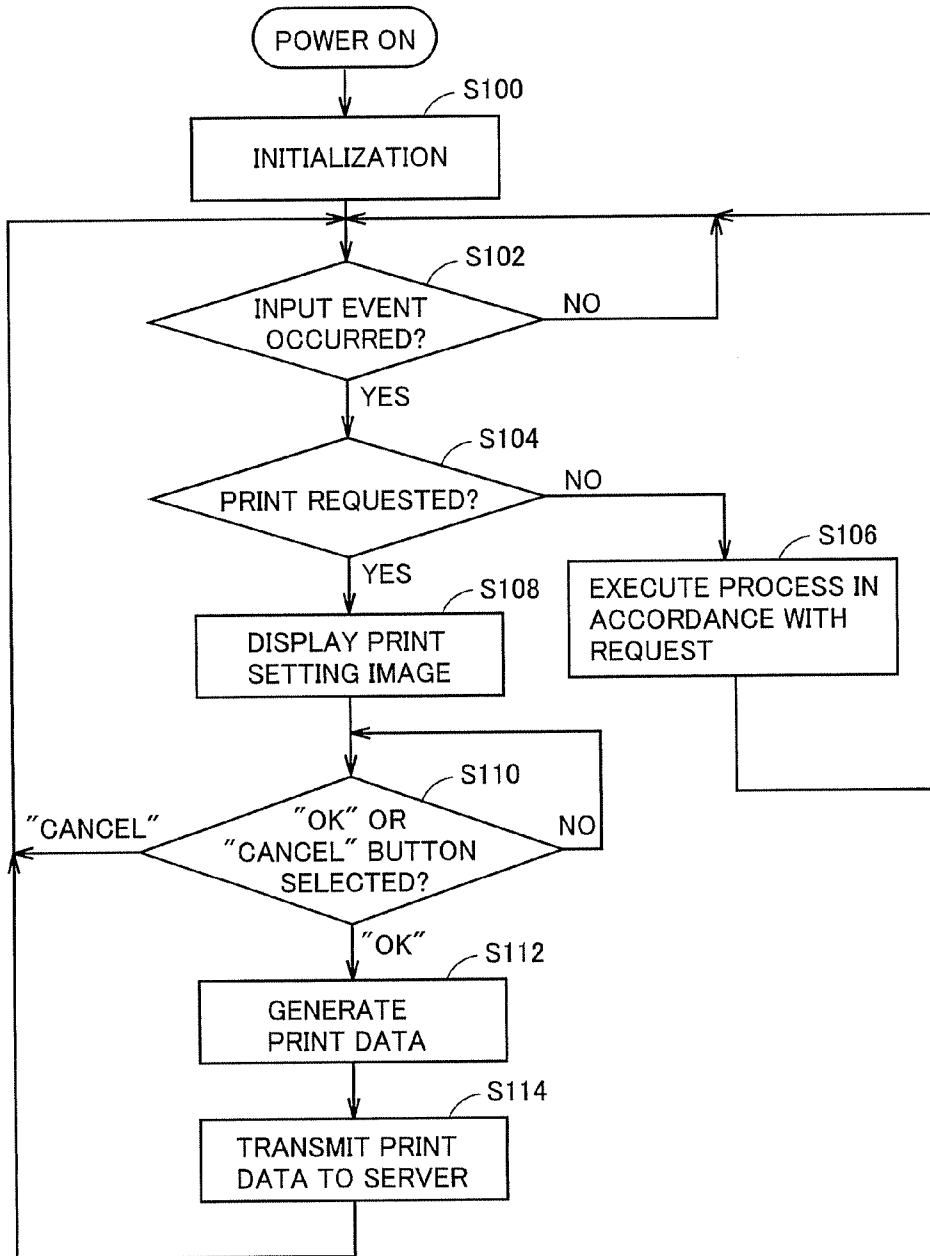 POWER ON
S100
INITIALIZATION
S102
INPUT EVENT
OCCURRED?
NO
YES
S104
PRINT REQUESTED?
NO
YES
S106
EXECUTE PROCESS IN
ACCORDANCE WITH
REQUEST
S108
DISPLAY PRINT
SETTING IMAGE
S110
"OK" OR
"CANCEL" BUTTON
SELECTED?
"CANCEL"
NO
"OK"
S112
GENERATE
PRINT DATA
S114
TRANSMIT PRINT
DATA TO SERVER